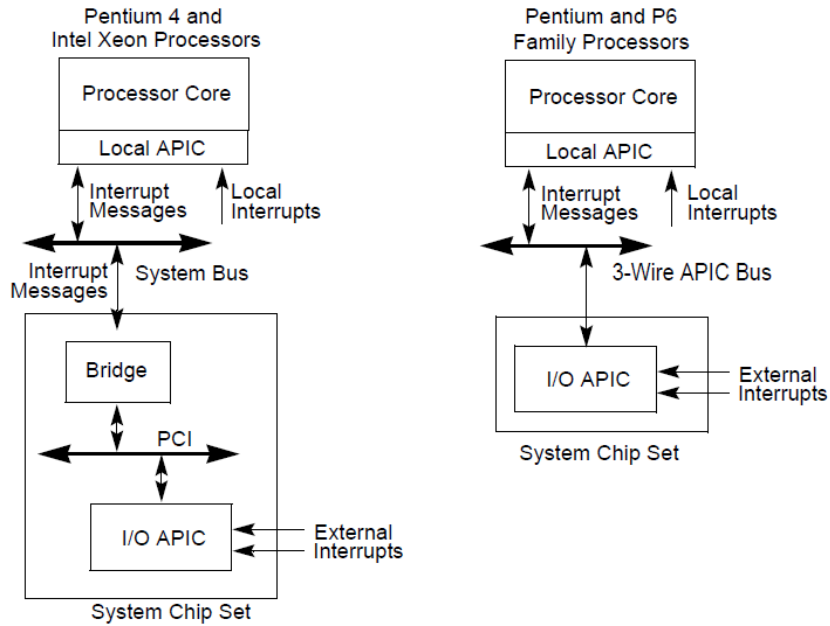 Pentium 4 and
Intel Xeon Processors
Processor Core
Local APIC
Interrupt
Messages
Local
Interrupts
Interrupt
Messages
System Bus
Bridge
PCI
I/O APIC
External
Interrupts
System Chip Set
Pentium and P6
Family Processors
Processor Core
Local APIC
Interrupt
Messages
Local
Interrupts
3-Wire APIC Bus
I/O APIC
External
Interrupts
System Chip Set